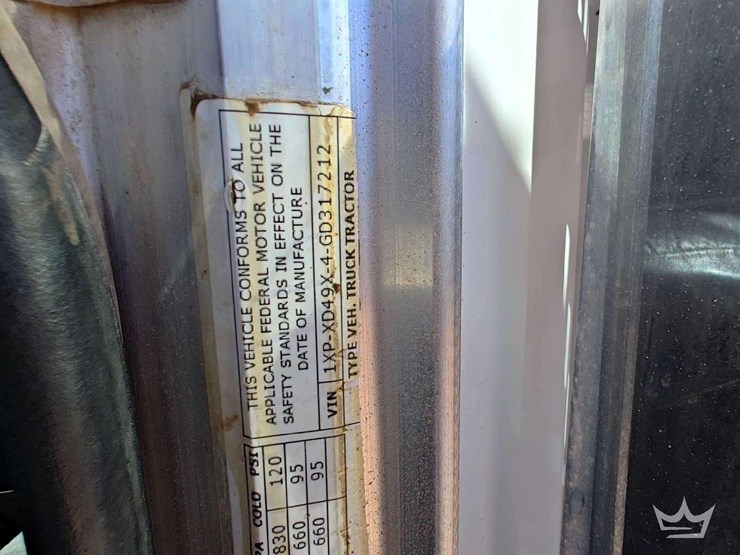 THIS VEHICLE CONFORMS TO ALL
APPLICABLE FEDERAL MOTOR VEHICLE
SAFETY STANDARDS IN EFFECT ON THE
DATE OF MANUFACTURE
VIN 1XP-XD49X-4-GD317212
TYPE VEH. TRUCK TRACTOR
COLD PSI
830 120
660 95
660 95